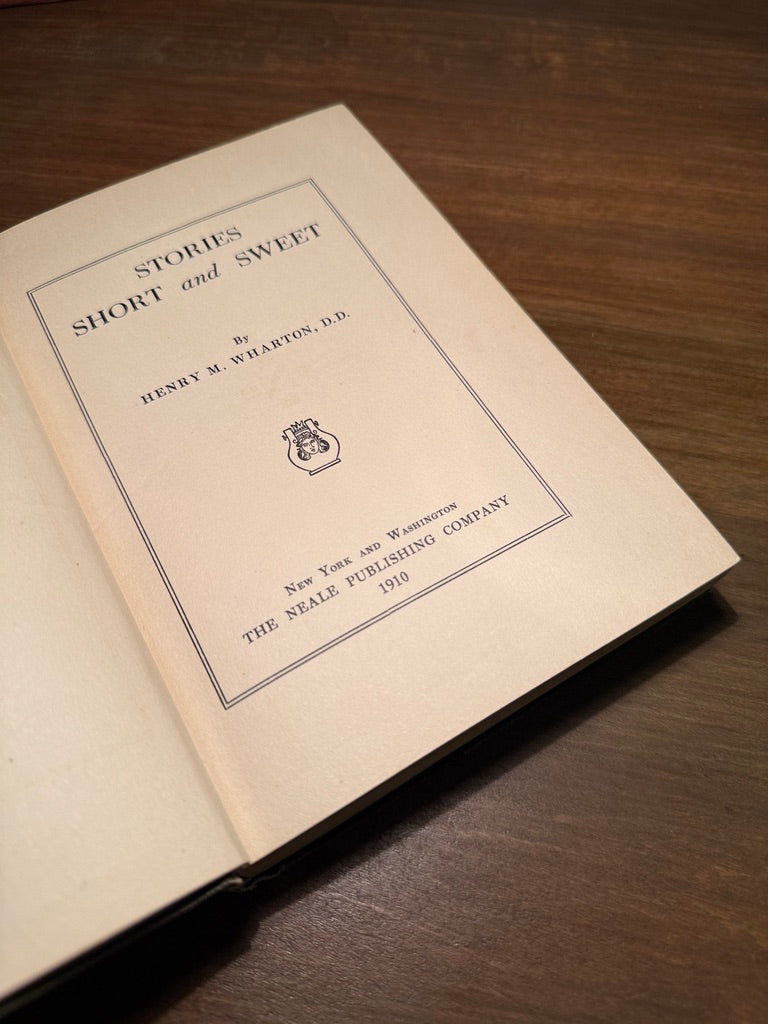 STORIES
SHORT and SWEET
By
HENRY M. WHARTON, D.D.
New York and Washington
THE NEALE PUBLISHING COMPANY
1910